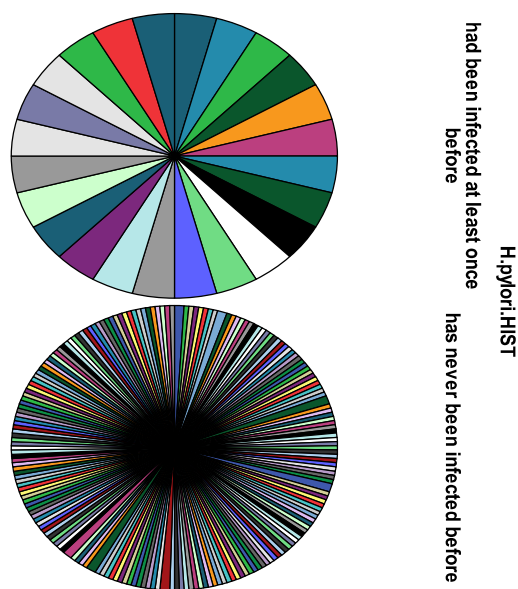 H.pylori.HIST
had been infected at least once
before
has never been infected before